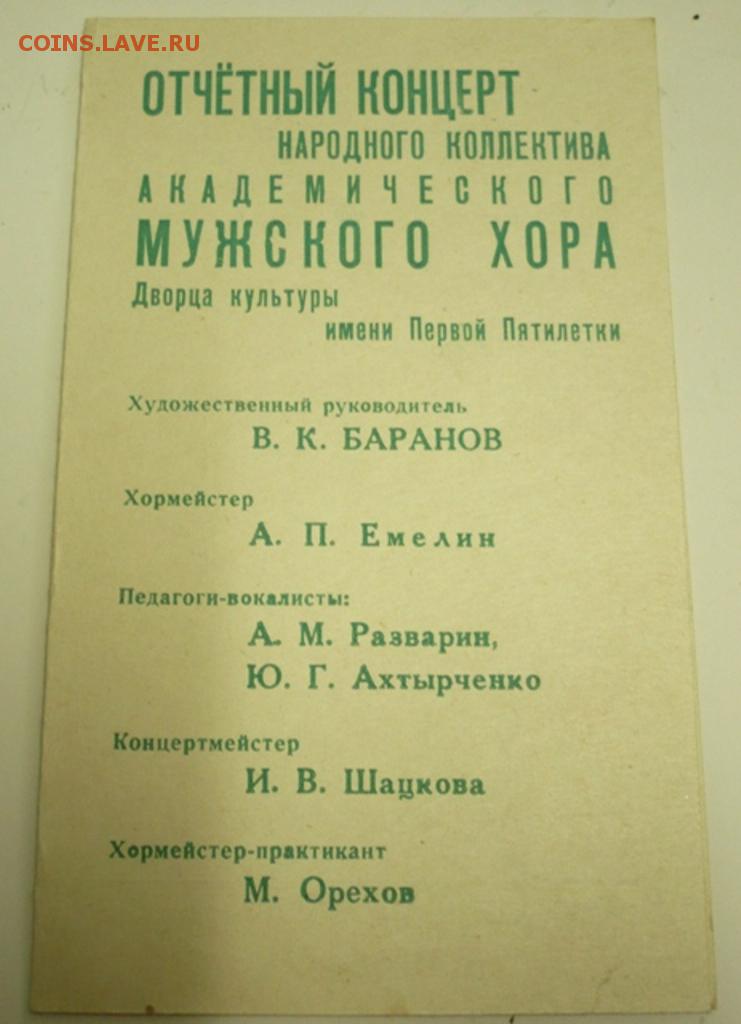 COINS.LAVE.RU
ОТЧЁТНЫЙ КОНЦЕРТ
НАРОДНОГО КОЛЛЕКТИВА
АКАДЕМИЧЕСКОГО
МУЖСКОГО ХОРА
Дворца культуры
имени Первой Пятилетки
Художественный руководитель
В. К. БАРАНОВ
Хормейстер
А. П. Емелин
Педагоги-вокалисты:
А. М. Разварин,
Ю. Г. Ахтырченко
Концертмейстер
И. В. Шацкова
Хормейстер-практикант
М. Орехов